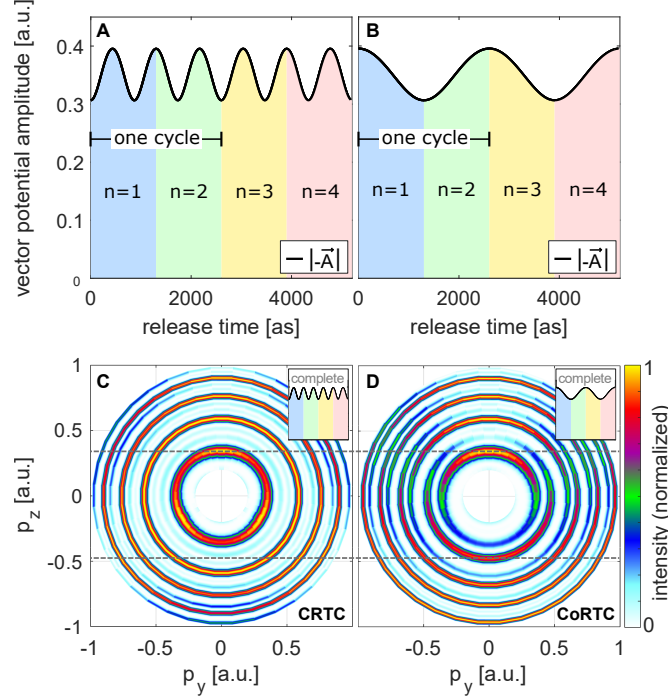 A
B
vector potential amplitude [a.u.]
0.4
0.3
0.2
0.1
0
one cycle
one cycle
n=1
n=2
n=3
n=4
n=1
n=2
n=3
n=4
|-A⃗|
|-A⃗|
0
2000
4000
0
2000
4000
release time [as]
release time [as]
C
complete
D
complete
p_z [a.u.]
1
0.5
0
-0.5
-1
CRTC
CoRTC
-1
-0.5
0
0.5
-0.5
0
0.5
1
p_y [a.u.]
p_y [a.u.]
1
0
intensity (normalized)